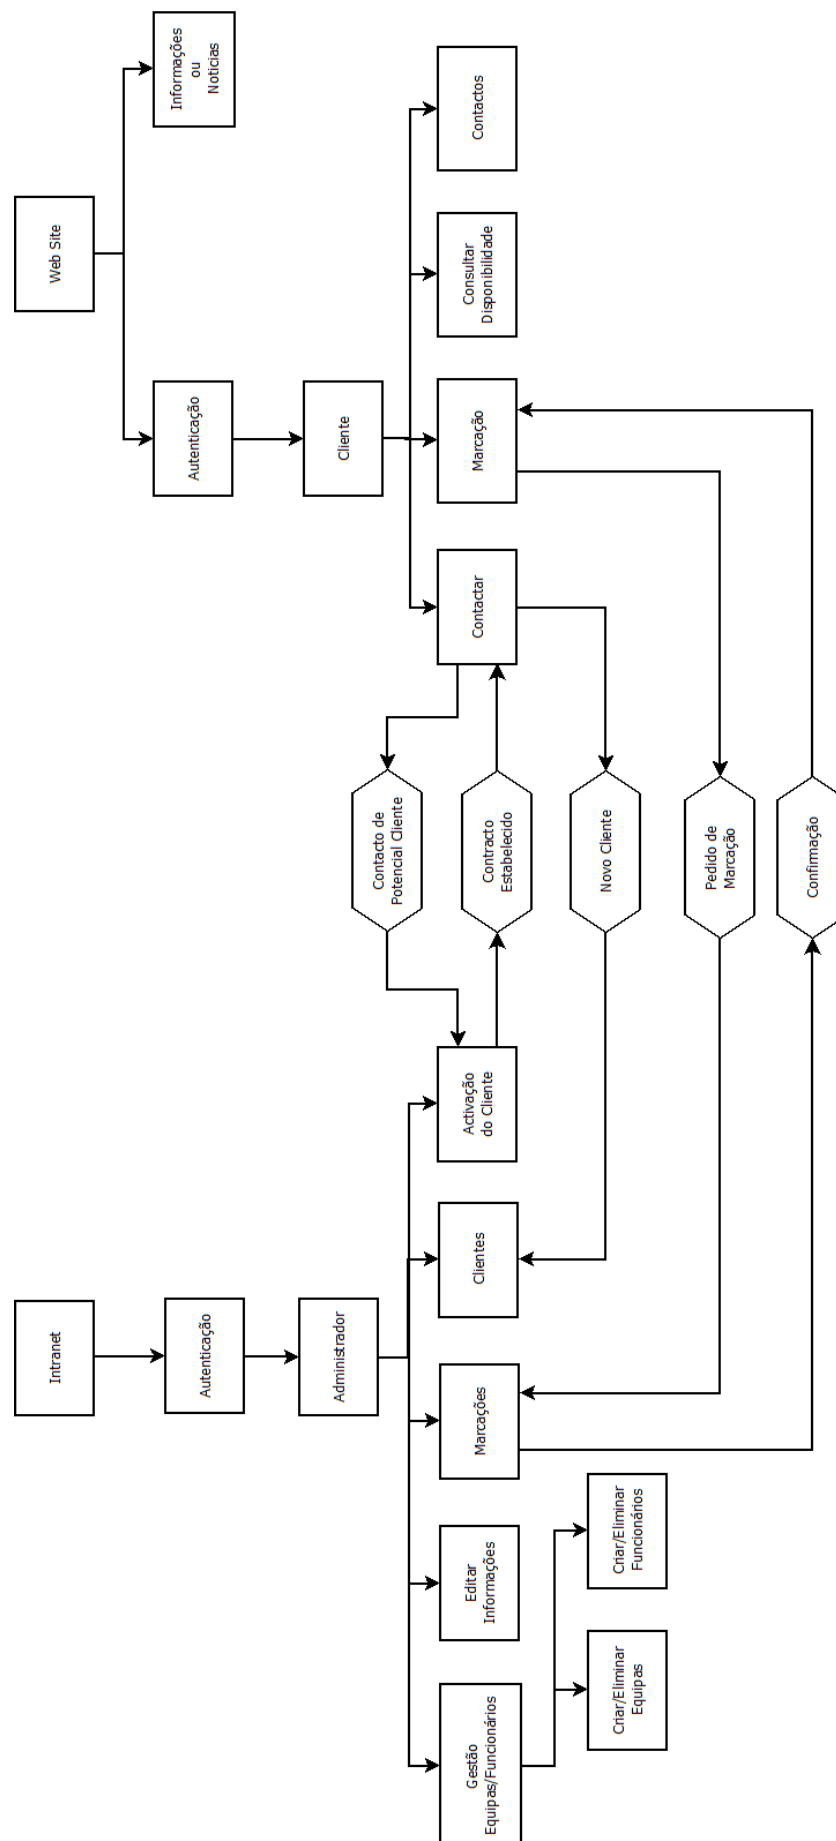 Intranet
Web Site
Autenticação
Autenticação
Informações
ou
Noticias
Administrador
Cliente
Gestão
Equipas/Funcionários
Editar
Informações
Marcações
Clientes
Activação
do Cliente
Contacto de
Potencial Cliente
Contracto
Estabelecido
Contactar
Marcação
Consultar
Disponibilidade
Contactos
Criar/Eliminar
Equipas
Criar/Eliminar
Funcionários
Novo Cliente
Pedido de
Marcação
Confirmação